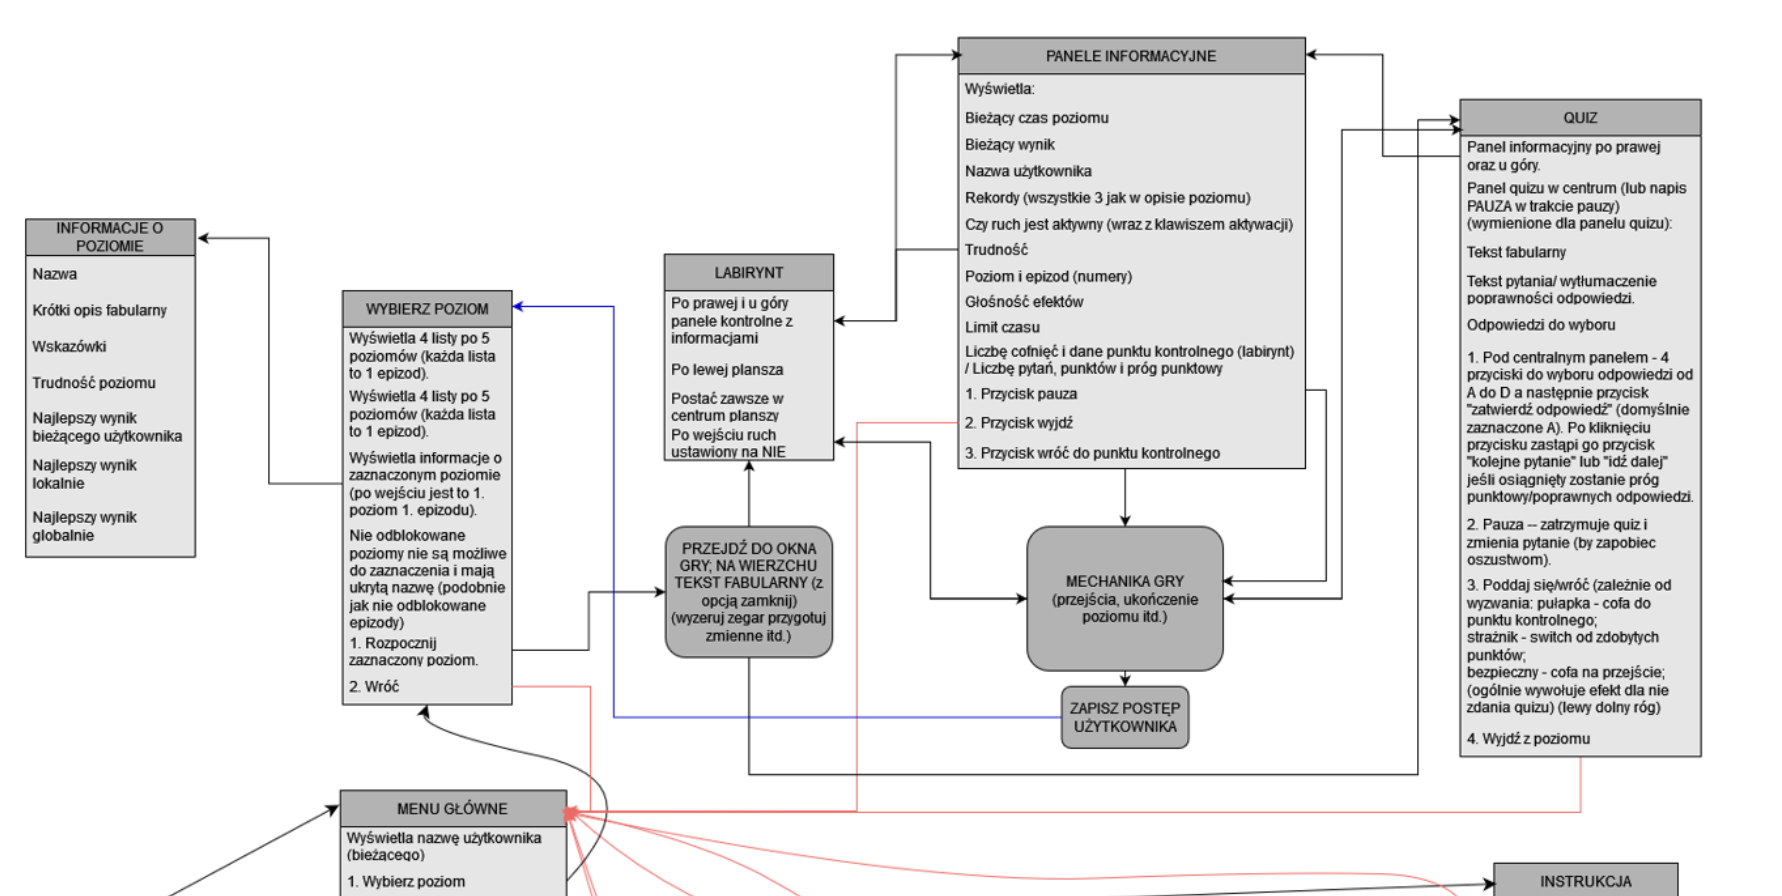 INFORMACJE O
POZIOMIE
Nazwa
Krótki opis fabularny
Wskazówki
Trudność poziomu
Najlepszy wynik
bieżącego użytkownika
Najlepszy wynik
lokalnie
Najlepszy wynik
globalnie
WYBIERZ POZIOM
Wyświetla 4 listy po 5
poziomów (każda lista
to 1 epizod).
Wyświetla 4 listy po 5
poziomów (każda lista
to 1 epizod).
Wyświetla informacje o
zaznaczonym poziomie
(po wejściu jest to 1.
poziom 1. epizodu).
Nie odblokowane
poziomy nie są możliwe
do zaznaczenia i mają
ukrytą nazwę (podobnie
jak nie odblokowane
epizody)
1. Rozpocznij
zaznaczony poziom.
2. Wróć
LABIRYNT
Po prawej i u góry
panele kontrolne z
informacjami
Po lewej plansza
Postać zawsze w
centrum planszy
Po wejściu ruch
ustawiony na NIE
PRZEJDŹ DO OKNA
GRY; NA WIERZCHU
TEKST FABULARNY (z
opcją zamknij)
(wyzeruj zegar przygotuj
zmienne itd.)
PANELE INFORMACYJNE
Wyświetla:
Bieżący czas poziomu
Bieżący wynik
Nazwa użytkownika
Rekordy (wszystkie 3 jak w opisie poziomu)
Czy ruch jest aktywny (wraz z klawiszem aktywacji)
Trudność
Poziom i epizod (numery)
Głośność efektów
Limit czasu
Liczbę cofnięć i dane punktu kontrolnego (labirynt)
/ Liczbę pytań, punktów i próg punktowy
1. Przycisk pauza
2. Przycisk wyjdź
3. Przycisk wróć do punktu kontrolnego
MECHANIKA GRY
(przejścia, ukończenie
poziomu itd.)
ZAPISZ POSTĘP
UŻYTKOWNIKA
QUIZ
Panel informacyjny po prawej
oraz u góry.
Panel quizu w centrum (lub napis
PAUZA w trakcie pauzy)
(wymienione dla panelu quizu):
Tekst fabularny
Tekst pytania/ wytłumaczenie
poprawności odpowiedzi.
Odpowiedzi do wyboru
1. Pod centralnym panelem - 4
przyciski do wyboru odpowiedzi od
A do D a następnie przycisk
"zatwierdź odpowiedź" (domyślnie
zaznaczone A). Po kliknięciu
przycisku zastąpi go przycisk
"kolejne pytanie" lub "idź dalej"
jeśli osiągnięty zostanie próg
punktowy/poprawnych odpowiedzi.
2. Pauza -- zatrzymuje quiz i
zmienia pytanie (by zapobiec
oszustwom).
3. Poddaj się/wróć (zależnie od
wyzwania: pułapka - cofa do
punktu kontrolnego;
strażnik - switch od zdobytych
punktów;
bezpieczny - cofa na przejście;
(ogólnie wywołuje efekt dla nie
zdania quizu) (lewy dolny róg)
4. Wyjdź z poziomu
MENU GŁÓWNE
Wyświetla nazwę użytkownika
(bieżącego)
1. Wybierz poziom
INSTRUKCJA